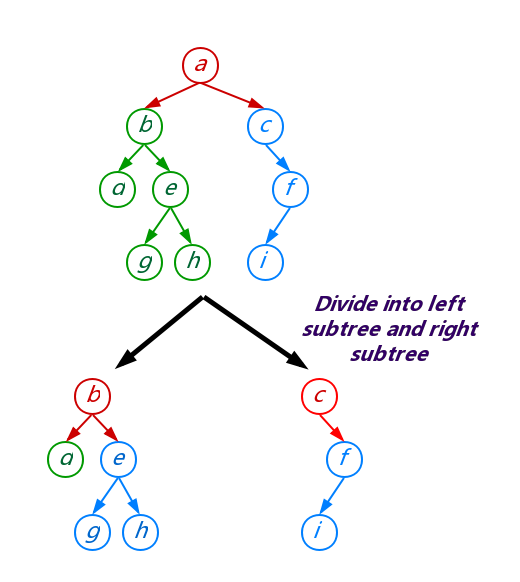 a
b c
a e f
g h i
Divide into left
subtree and right
subtree
b c
a e f
g h i